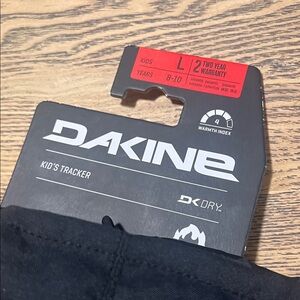 KIDS
YEARS
L
8-10
2 TWO YEAR
WARRANTY
4
WARMTH INDEX
DAKINE
KID'S TRACKER
DK DRY.